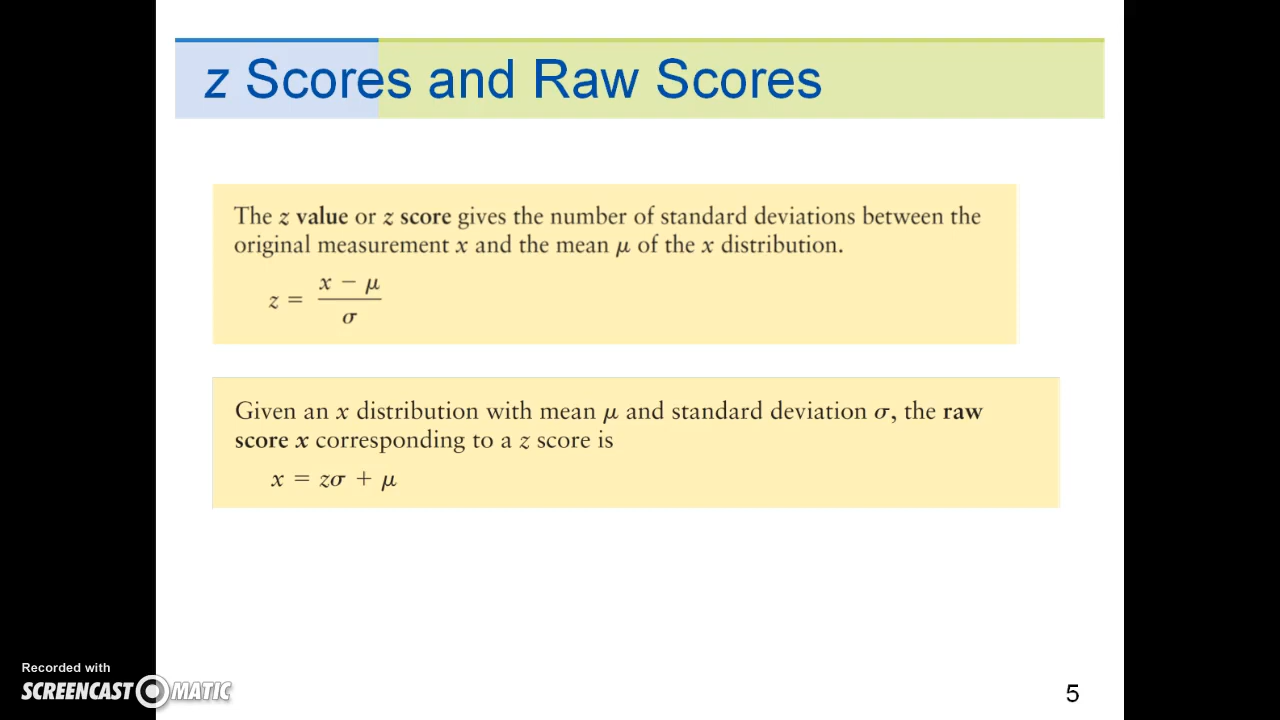 z Scores and Raw Scores
The z value or z score gives the number of standard deviations between the
original measurement x and the mean μ of the x distribution.
z = (x − μ) / σ
Given an x distribution with mean μ and standard deviation σ, the raw
score x corresponding to a z score is
x = zσ + μ
Recorded with
SCREENCAST MATIC
5